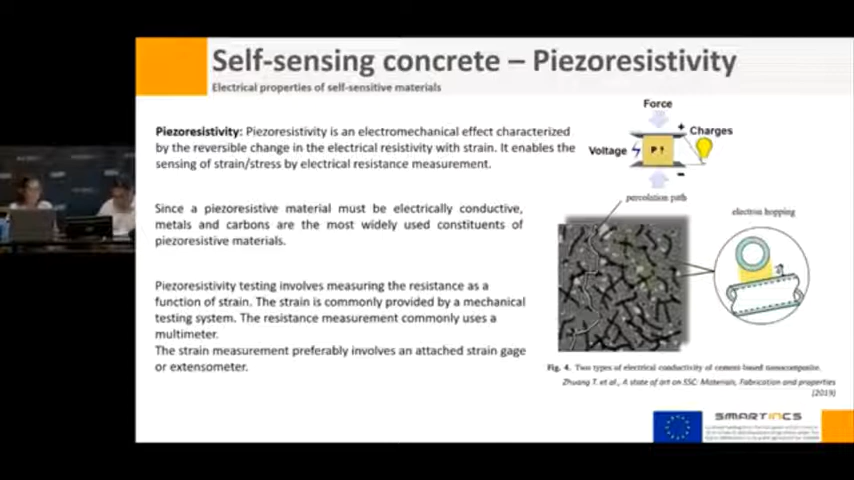 Self-sensing concrete – Piezoresistivity
Electrical properties of self-sensitive materials
Piezoresistivity: Piezoresistivity is an electromechanical effect characterized
by the reversible change in the electrical resistivity with strain. It enables the
sensing of strain/stress by electrical resistance measurement.
Since a piezoresistive material must be electrically conductive,
metals and carbons are the most widely used constituents of
piezoresistive materials.
Piezoresistivity testing involves measuring the resistance as a
function of strain. The strain is commonly provided by a mechanical
testing system. The resistance measurement commonly uses a
multimeter.
The strain measurement preferably involves an attached strain gage
or extensometer.
Force
+
Charges
Voltage
P↑
-
percolation path
electron hopping
Fig. 4. Two types of electrical conductivity of cement-based nanocomposite.
Zhuang T. et al., A state of art on SSC: Materials, Fabrication and properties
(2019)
SMARTINCS